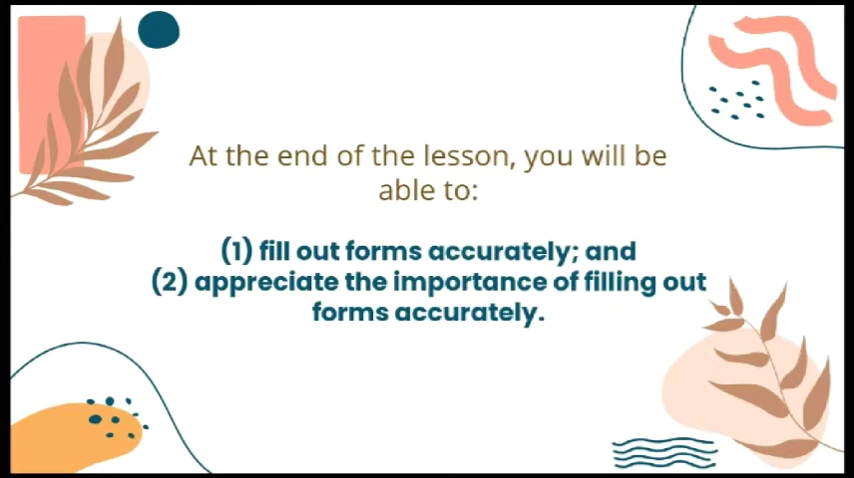 At the end of the lesson, you will be
able to:
(1) fill out forms accurately; and
(2) appreciate the importance of filling out
forms accurately.